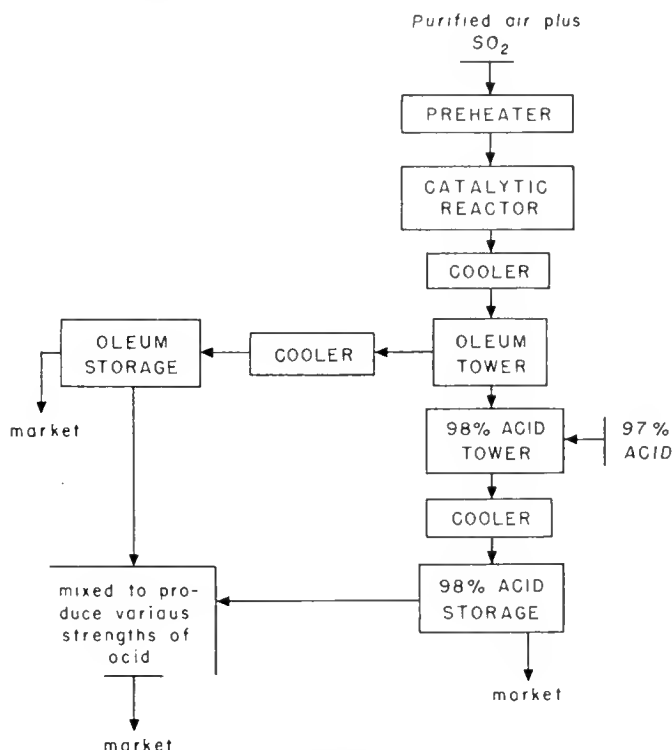 Purified air plus
SO2
PREHEATER
CATALYTIC
REACTOR
COOLER
OLEUM
TOWER
COOLER
OLEUM
STORAGE
market
98% ACID
TOWER
97%
ACID
COOLER
98% ACID
STORAGE
market
mixed to pro-
duce various
strengths of
acid
market